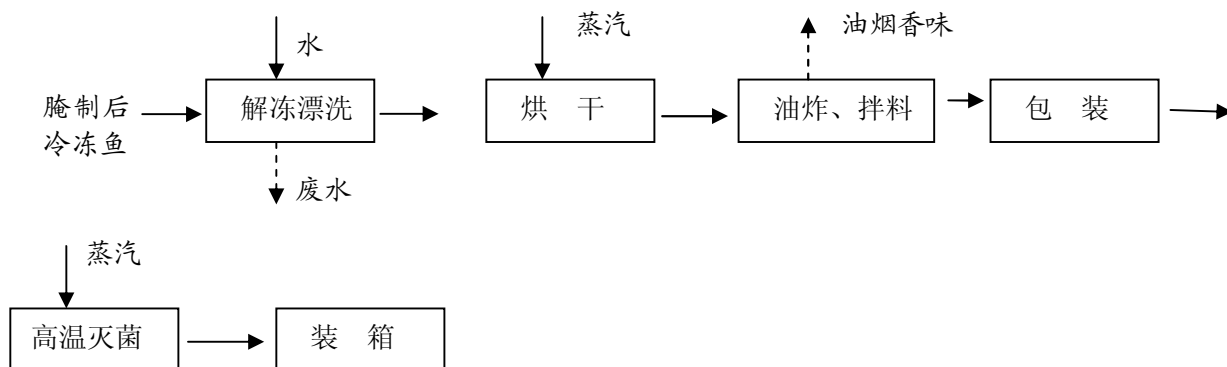 水
蒸汽
油烟香味
腌制后
冷冻鱼
解冻漂洗
烘 干
油炸、拌料
包 装
废水
蒸汽
高温灭菌
装 箱